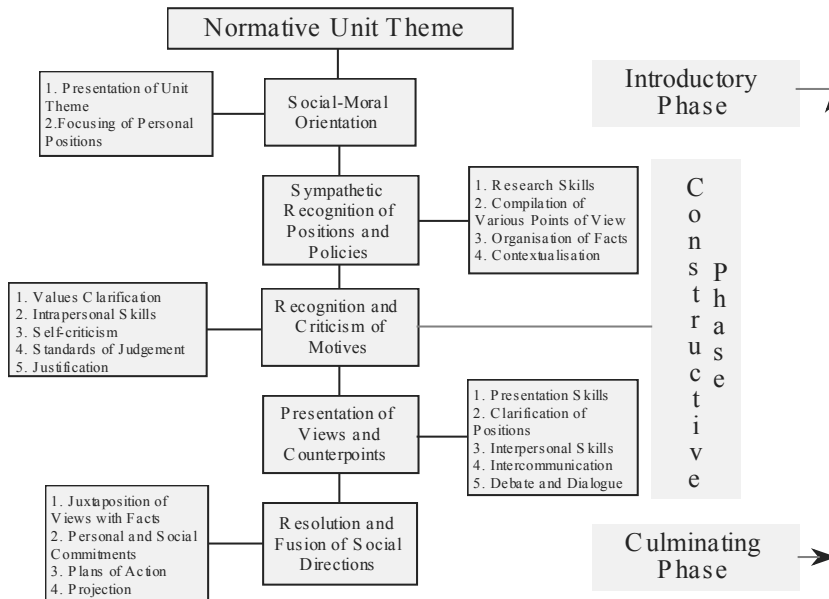 Normative Unit Theme
1. Presentation of Unit
Theme
2.Focusing of Personal
Positions
Social-Moral
Orientation
Introductory
Phase
Sympathetic
Recognition of
Positions and
Policies
1. Research Skills
2. Compilation of
Various Points of View
3. Organisation of Facts
4. Contextualisation
Constructive
Phase
1. Values Clarification
2. Intrapersonal Skills
3. Self-criticism
4. Standards of Judgement
5. Justification
Recognition and
Criticism of
Motives
Presentation of
Views and
Counterpoints
1. Presentation Skills
2. Clarification of
Positions
3. Interpersonal Skills
4. Intercommunication
5. Debate and Dialogue
1. Juxtaposition of
Views with Facts
2. Personal and Social
Commitments
3. Plans of Action
4. Projection
Resolution and
Fusion of Social
Directions
Culminating
Phase